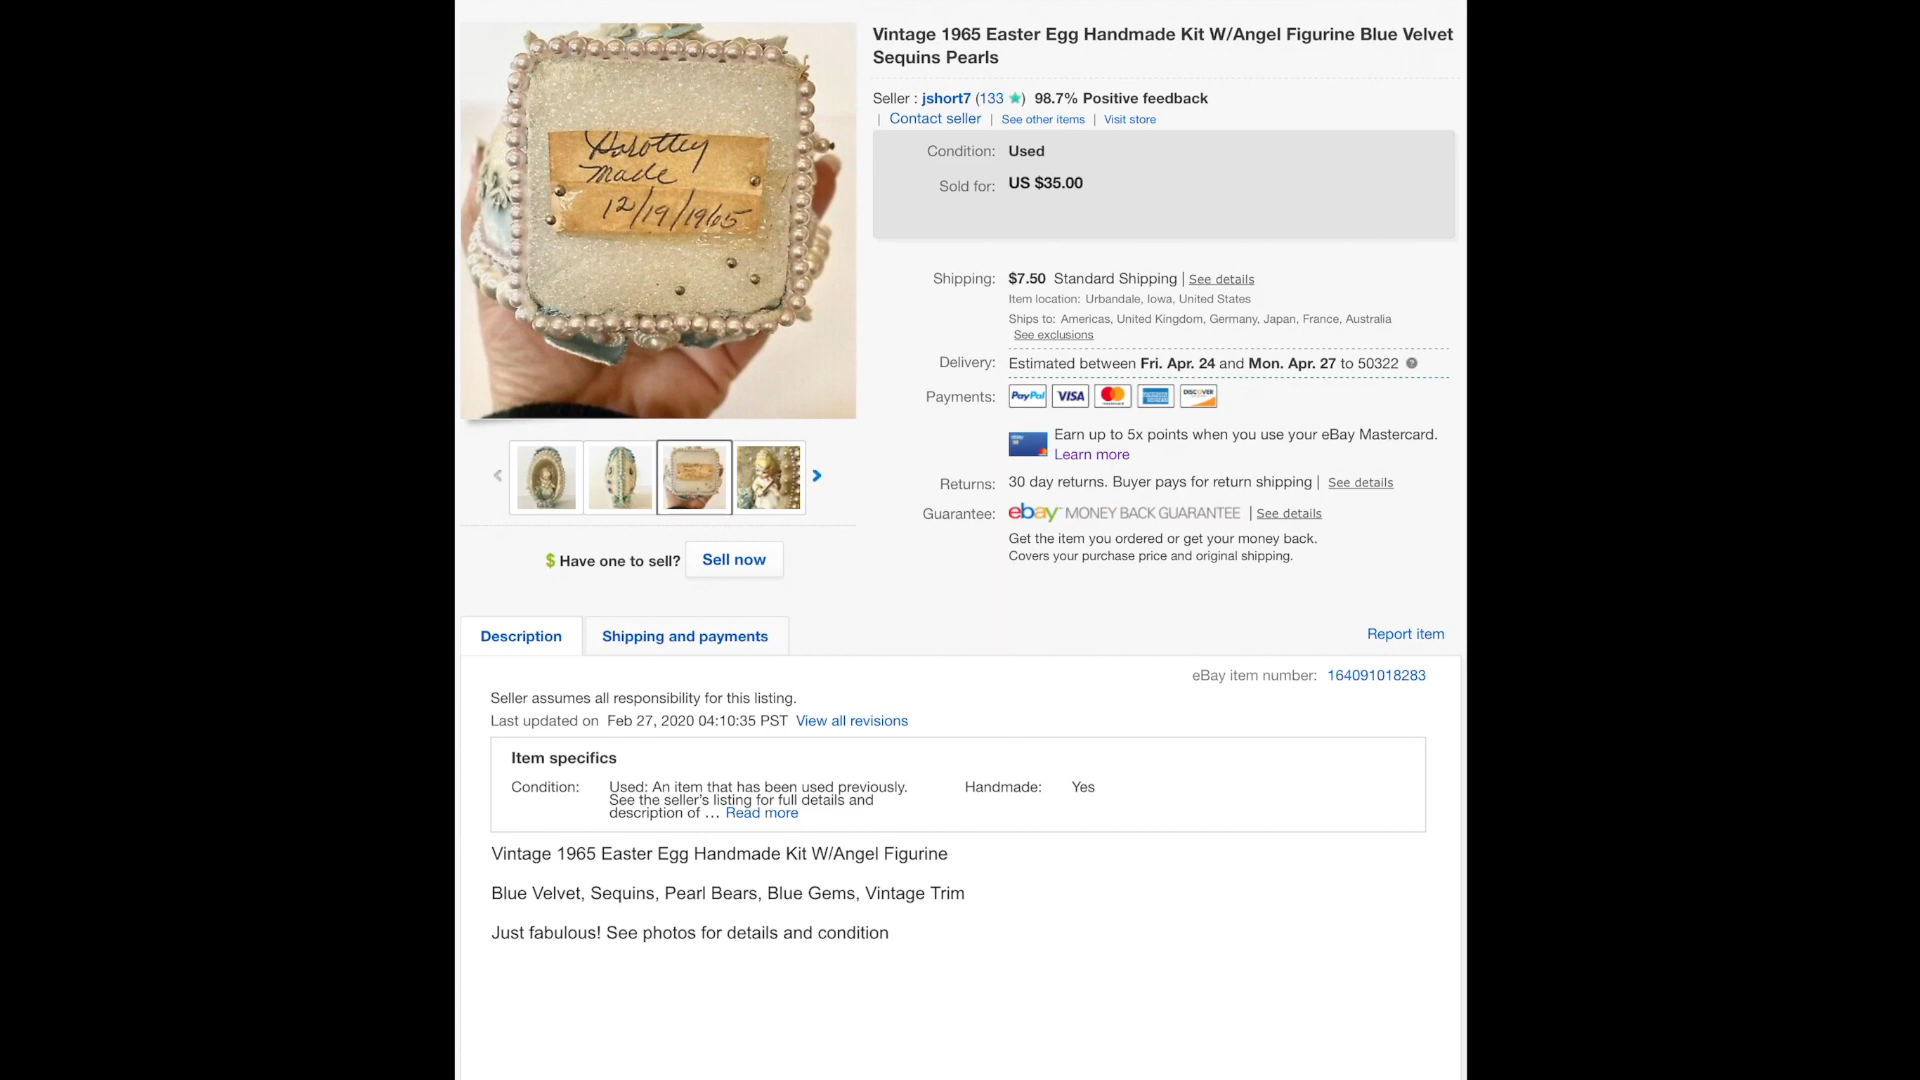 Vintage 1965 Easter Egg Handmade Kit W/Angel Figurine Blue Velvet
Sequins Pearls
Seller : jshort7 (133 ) 98.7% Positive feedback
| Contact seller | See other items | Visit store
Condition: Used
Sold for: US $35.00
Dorothy
made
12/19/1965
Shipping: $7.50 Standard Shipping | See details
Item location: Urbandale, Iowa, United States
Ships to: Americas, United Kingdom, Germany, Japan, France, Australia
See exclusions
Delivery: Estimated between Fri. Apr. 24 and Mon. Apr. 27 to 50322 ?
Payments: PayPal VISA DISCOVER
Earn up to 5x points when you use your eBay Mastercard.
Learn more
Returns: 30 day returns. Buyer pays for return shipping | See details
Guarantee: ebay MONEY BACK GUARANTEE | See details
Get the item you ordered or get your money back.
Covers your purchase price and original shipping.
$ Have one to sell? Sell now
Description Shipping and payments Report item
eBay item number: 164091018283
Seller assumes all responsibility for this listing.
Last updated on Feb 27, 2020 04:10:35 PST View all revisions
Item specifics
Condition: Used: An item that has been used previously. Handmade: Yes
See the seller's listing for full details and
description of ... Read more
Vintage 1965 Easter Egg Handmade Kit W/Angel Figurine
Blue Velvet, Sequins, Pearl Bears, Blue Gems, Vintage Trim
Just fabulous! See photos for details and condition